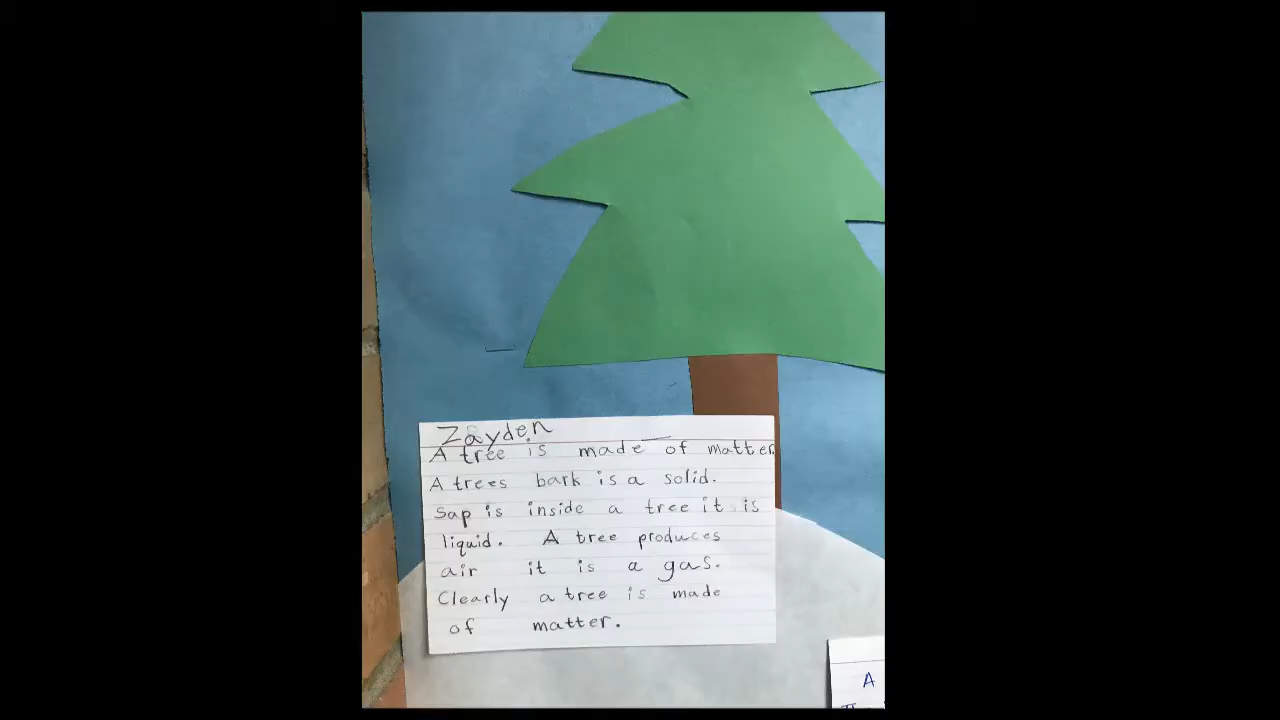 Zayden
A tree is made of matter.
A trees bark is a solid.
Sap is inside a tree it is
liquid. A tree produces
air it is a gas.
Clearly a tree is made
of matter.
A